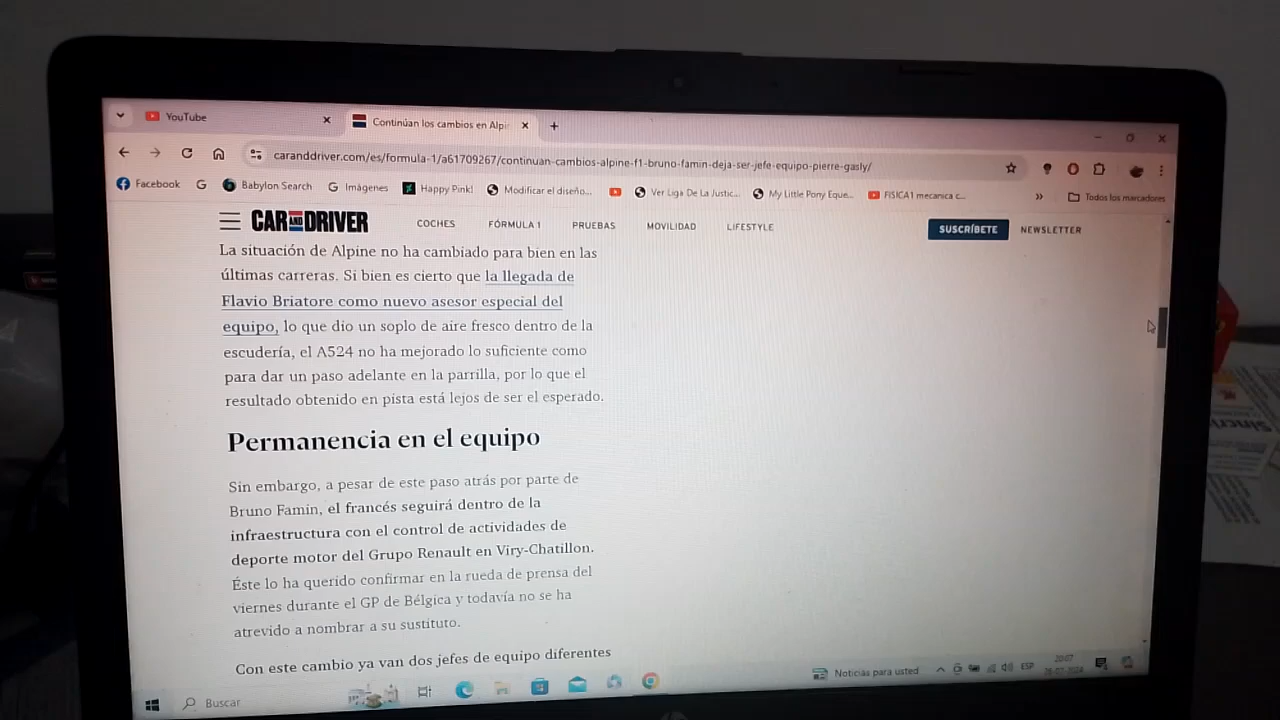 YouTube
Continúan los cambios en Alpin
caranddriver.com/es/formula-1/a61709267/continuan-cambios-alpine-f1-bruno-famin-deja-ser-jefe-equipo-pierre-gasly/
Facebook G Babylon Search G Imágenes Happy Pink! Modificar el diseño... Ver Liga De La Justic... My Little Pony Eque... FISICA1 mecanica c... » Todos los marcadores
CAR AND DRIVER COCHES FÓRMULA 1 PRUEBAS MOVILIDAD LIFESTYLE SUSCRÍBETE NEWSLETTER
La situación de Alpine no ha cambiado para bien en las
últimas carreras. Si bien es cierto que la llegada de
Flavio Briatore como nuevo asesor especial del
equipo, lo que dio un soplo de aire fresco dentro de la
escudería, el A524 no ha mejorado lo suficiente como
para dar un paso adelante en la parrilla, por lo que el
resultado obtenido en pista está lejos de ser el esperado.
Permanencia en el equipo
Sin embargo, a pesar de este paso atrás por parte de
Bruno Famin, el francés seguirá dentro de la
infraestructura con el control de actividades de
deporte motor del Grupo Renault en Viry-Chatillon.
Éste lo ha querido confirmar en la rueda de prensa del
viernes durante el GP de Bélgica y todavía no se ha
atrevido a nombrar a su sustituto.
Con este cambio ya van dos jefes de equipo diferentes
Buscar
Noticias para usted
ESP
20:07